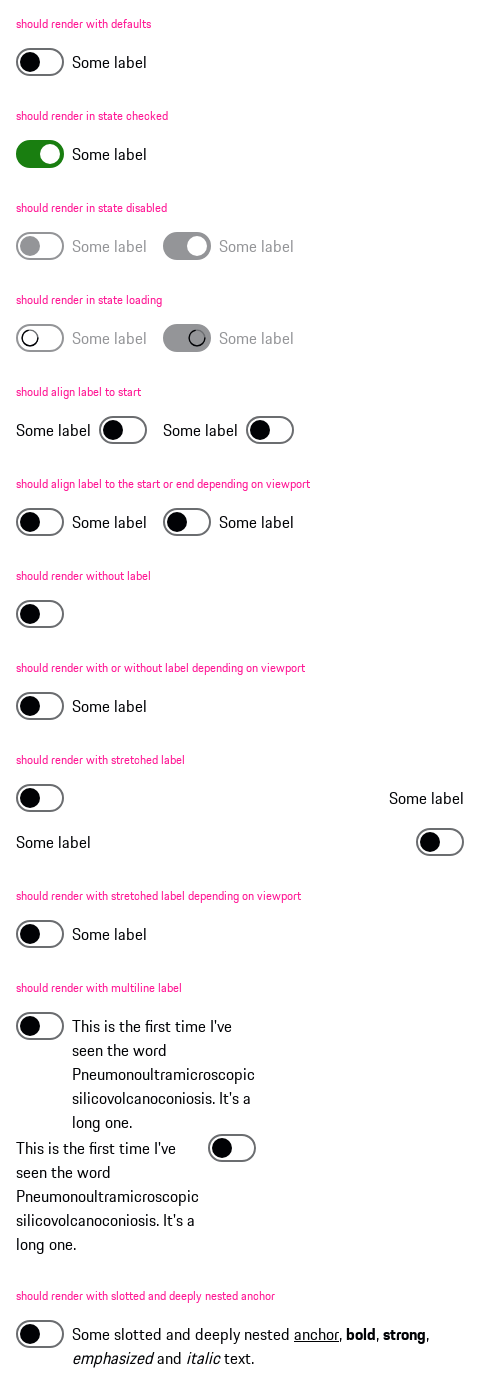 should render with defaults
Some label
should render in state checked
Some label
should render in state disabled
Some label Some label
should render in state loading
Some label Some label
should align label to start
Some label Some label
should align label to the start or end depending on viewport
Some label Some label
should render without label
should render with or without label depending on viewport
Some label
should render with stretched label
Some label
Some label
should render with stretched label depending on viewport
Some label
should render with multiline label
This is the first time I've
seen the word
Pneumonoultramicroscopic
silicovolcanoconiosis. It's a
long one.
This is the first time I've
seen the word
Pneumonoultramicroscopic
silicovolcanoconiosis. It's a
long one.
should render with slotted and deeply nested anchor
Some slotted and deeply nested anchor, bold, strong,
emphasized and italic text.